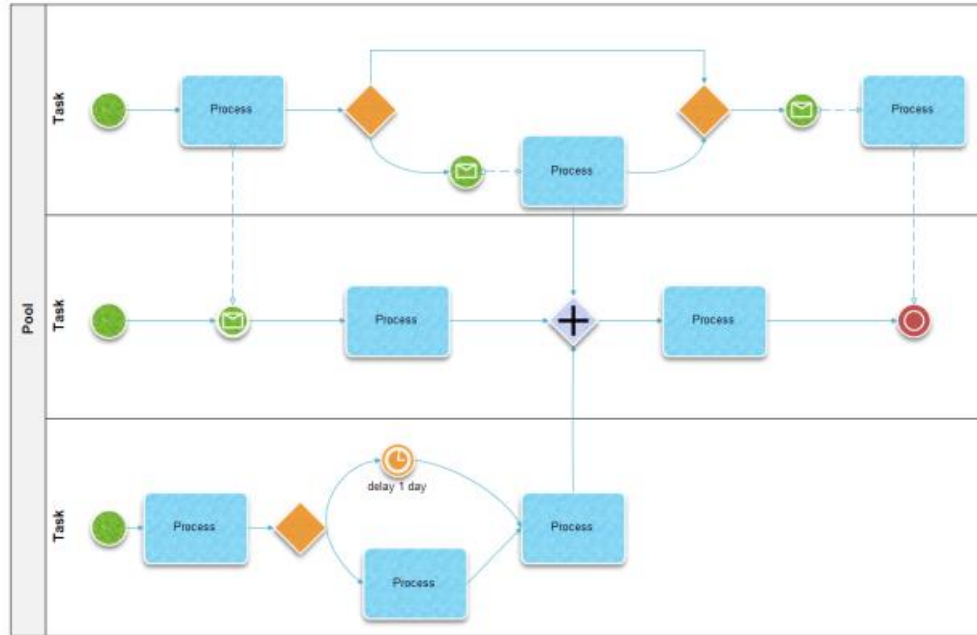 Pool
Task
Process
Process
Process
Task
Process
Process
Task
Process
delay 1 day
Process
Process